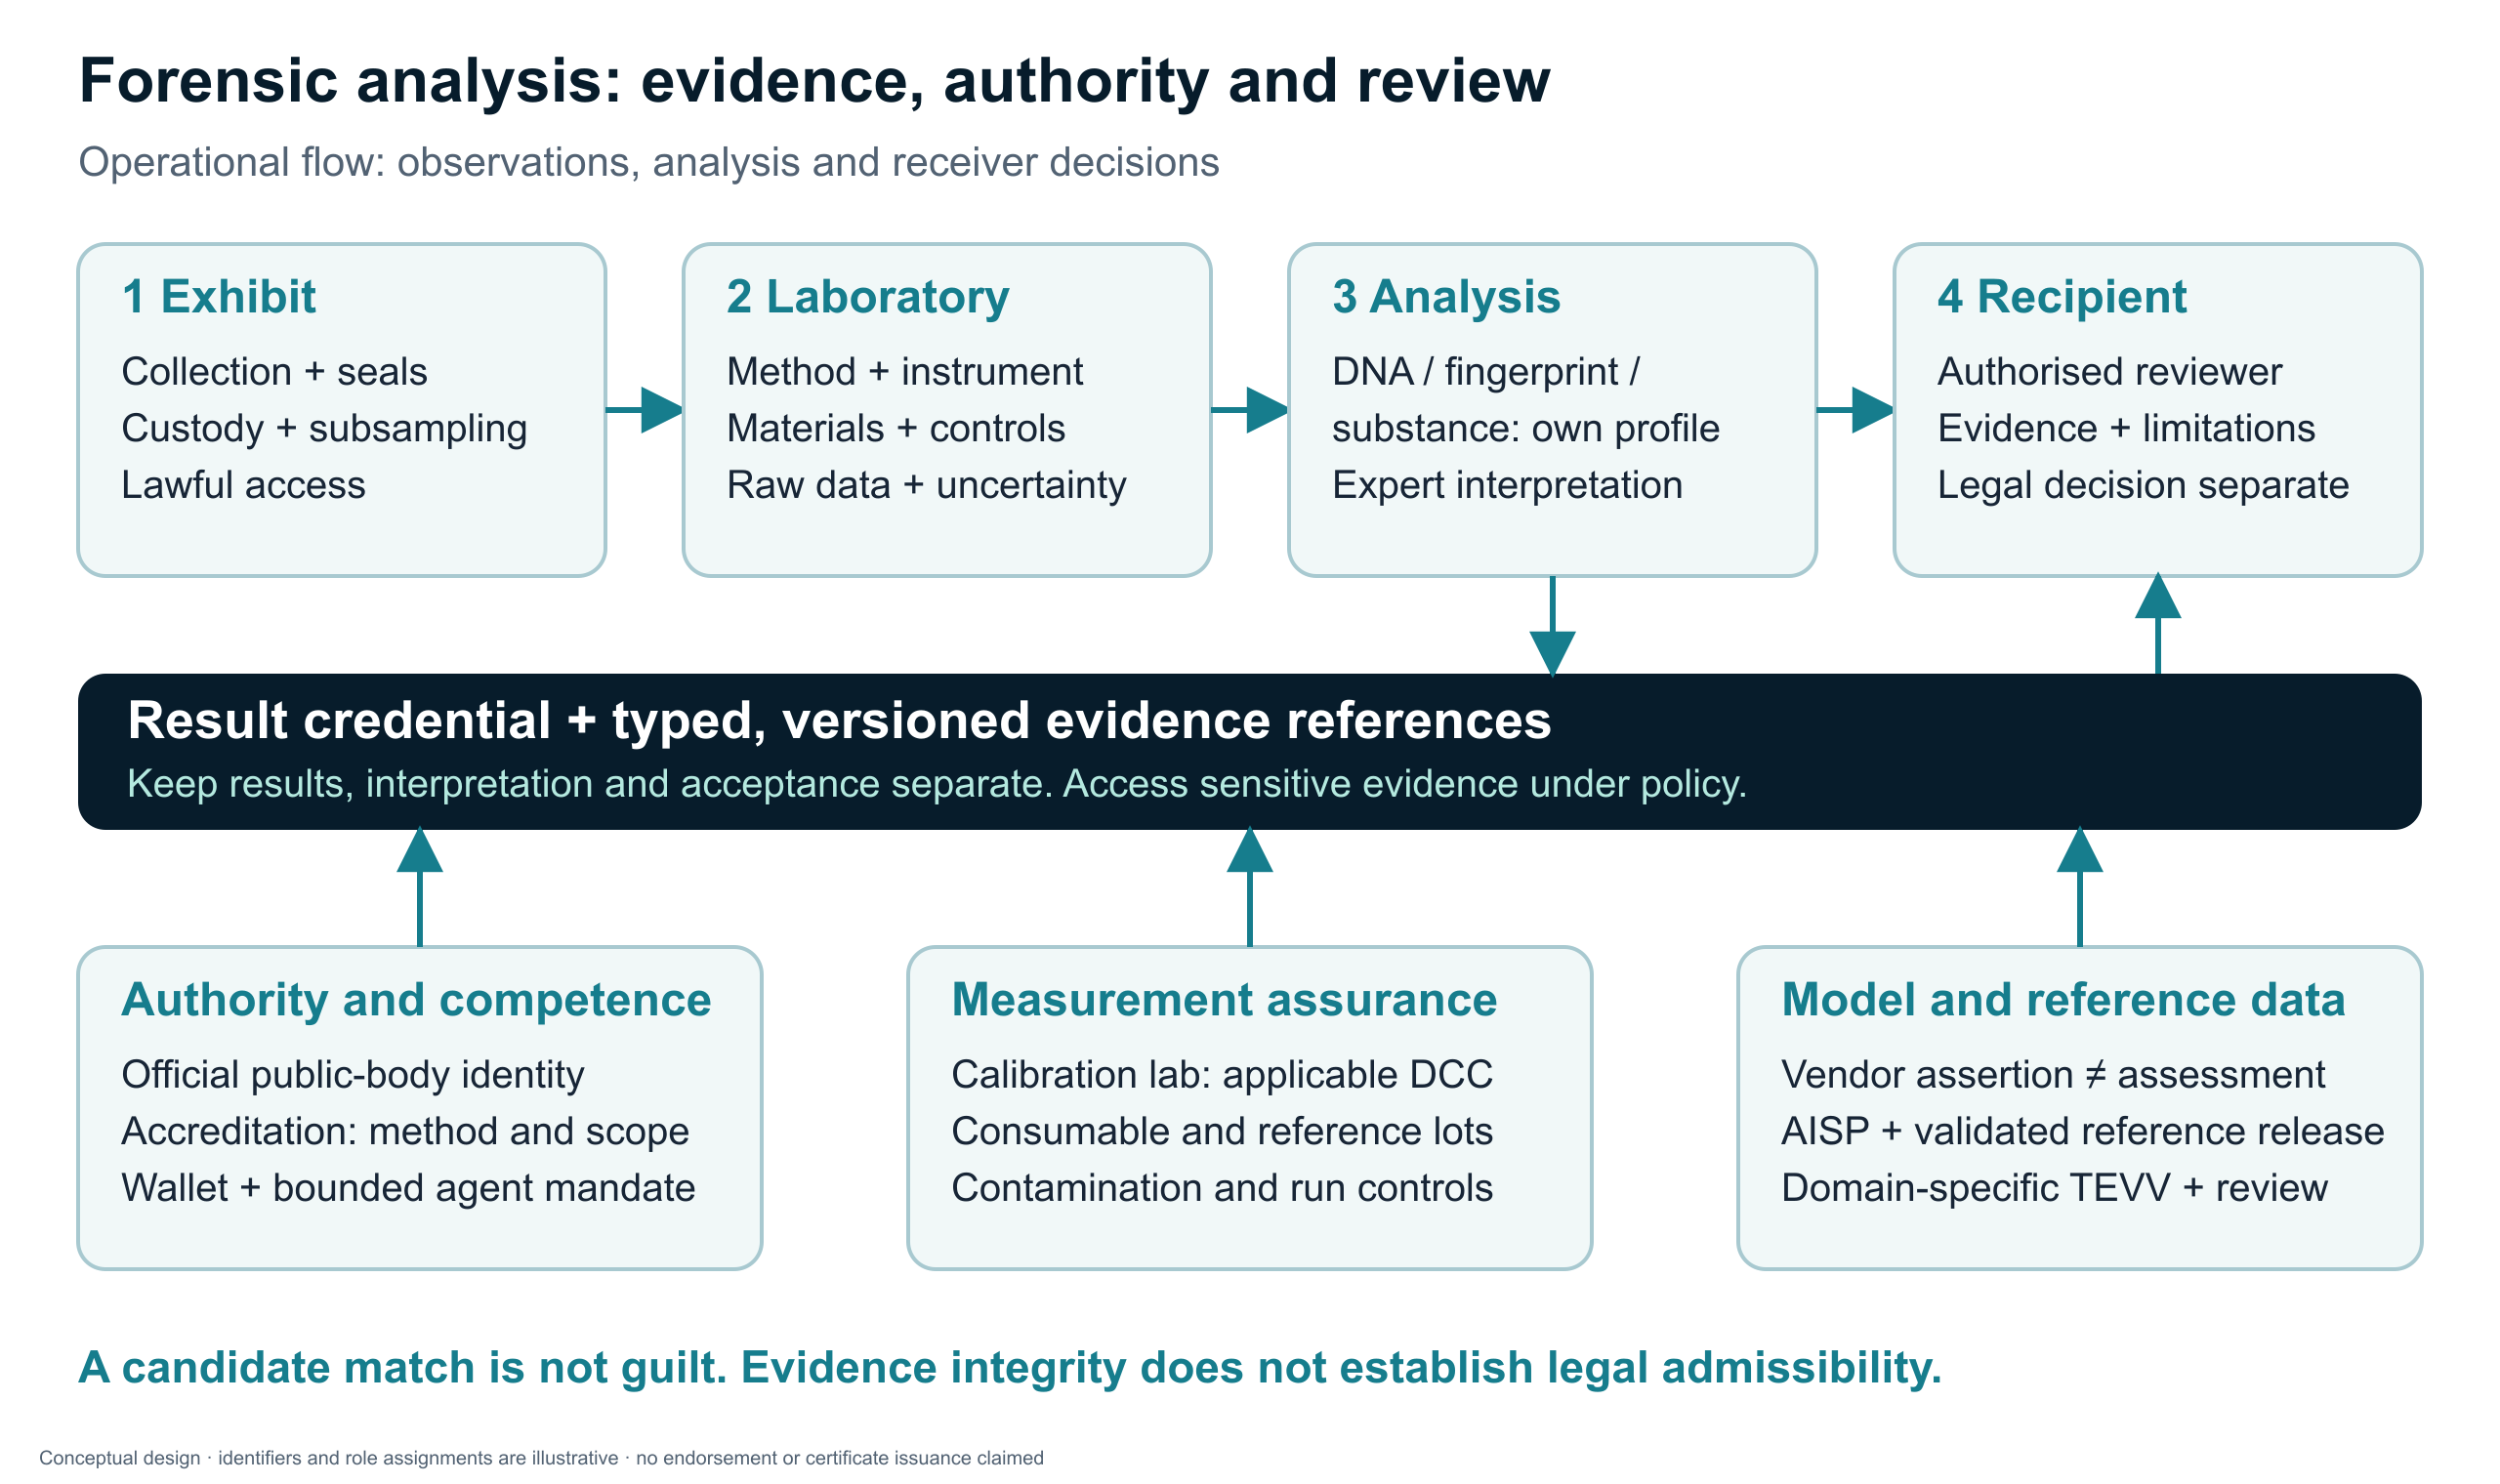 Forensic analysis: evidence, authority and review
Operational flow: observations, analysis and receiver decisions
1 Exhibit
Collection + seals
Custody + subsampling
Lawful access
2 Laboratory
Method + instrument
Materials + controls
Raw data + uncertainty
3 Analysis
DNA / fingerprint /
substance: own profile
Expert interpretation
4 Recipient
Authorised reviewer
Evidence + limitations
Legal decision separate
Result credential + typed, versioned evidence references
Keep results, interpretation and acceptance separate. Access sensitive evidence under policy.
Authority and competence
Official public-body identity
Accreditation: method and scope
Wallet + bounded agent mandate
Measurement assurance
Calibration lab: applicable DCC
Consumable and reference lots
Contamination and run controls
Model and reference data
Vendor assertion ≠ assessment
AISP + validated reference release
Domain-specific TEVV + review
A candidate match is not guilt. Evidence integrity does not establish legal admissibility.
Conceptual design · identifiers and role assignments are illustrative · no endorsement or certificate issuance claimed